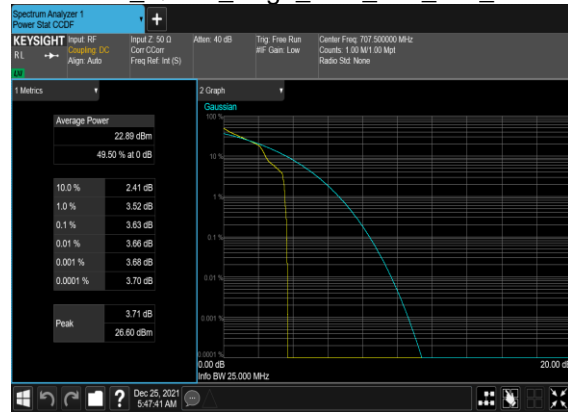 Spectrum Analyzer 1
Power Stat CCDF
KEYSIGHT
RL
LW
Input: RF
Coupling: DC
Align: Auto
Input Z: 50 Ω
Corr CCorr
Freq Ref: Int (S)
Atten: 40 dB
Trig: Free Run
#IF Gain: Low
Center Freq: 707.500000 MHz
Counts: 1.00 M/1.00 Mpt
Radio Std: None
1 Metrics
Average Power
22.89 dBm
49.50 % at 0 dB
10.0 % 2.41 dB
1.0 % 3.52 dB
0.1 % 3.63 dB
0.01 % 3.66 dB
0.001 % 3.68 dB
0.0001 % 3.70 dB
Peak
3.71 dB
26.60 dBm
2 Graph
Gaussian
100 %
10 %
1 %
0.1 %
0.01 %
0.001 %
0.0001 %
0.00 dB
20.00 dB
Info BW 25.000 MHz
Dec 25, 2021
5:47:41 AM